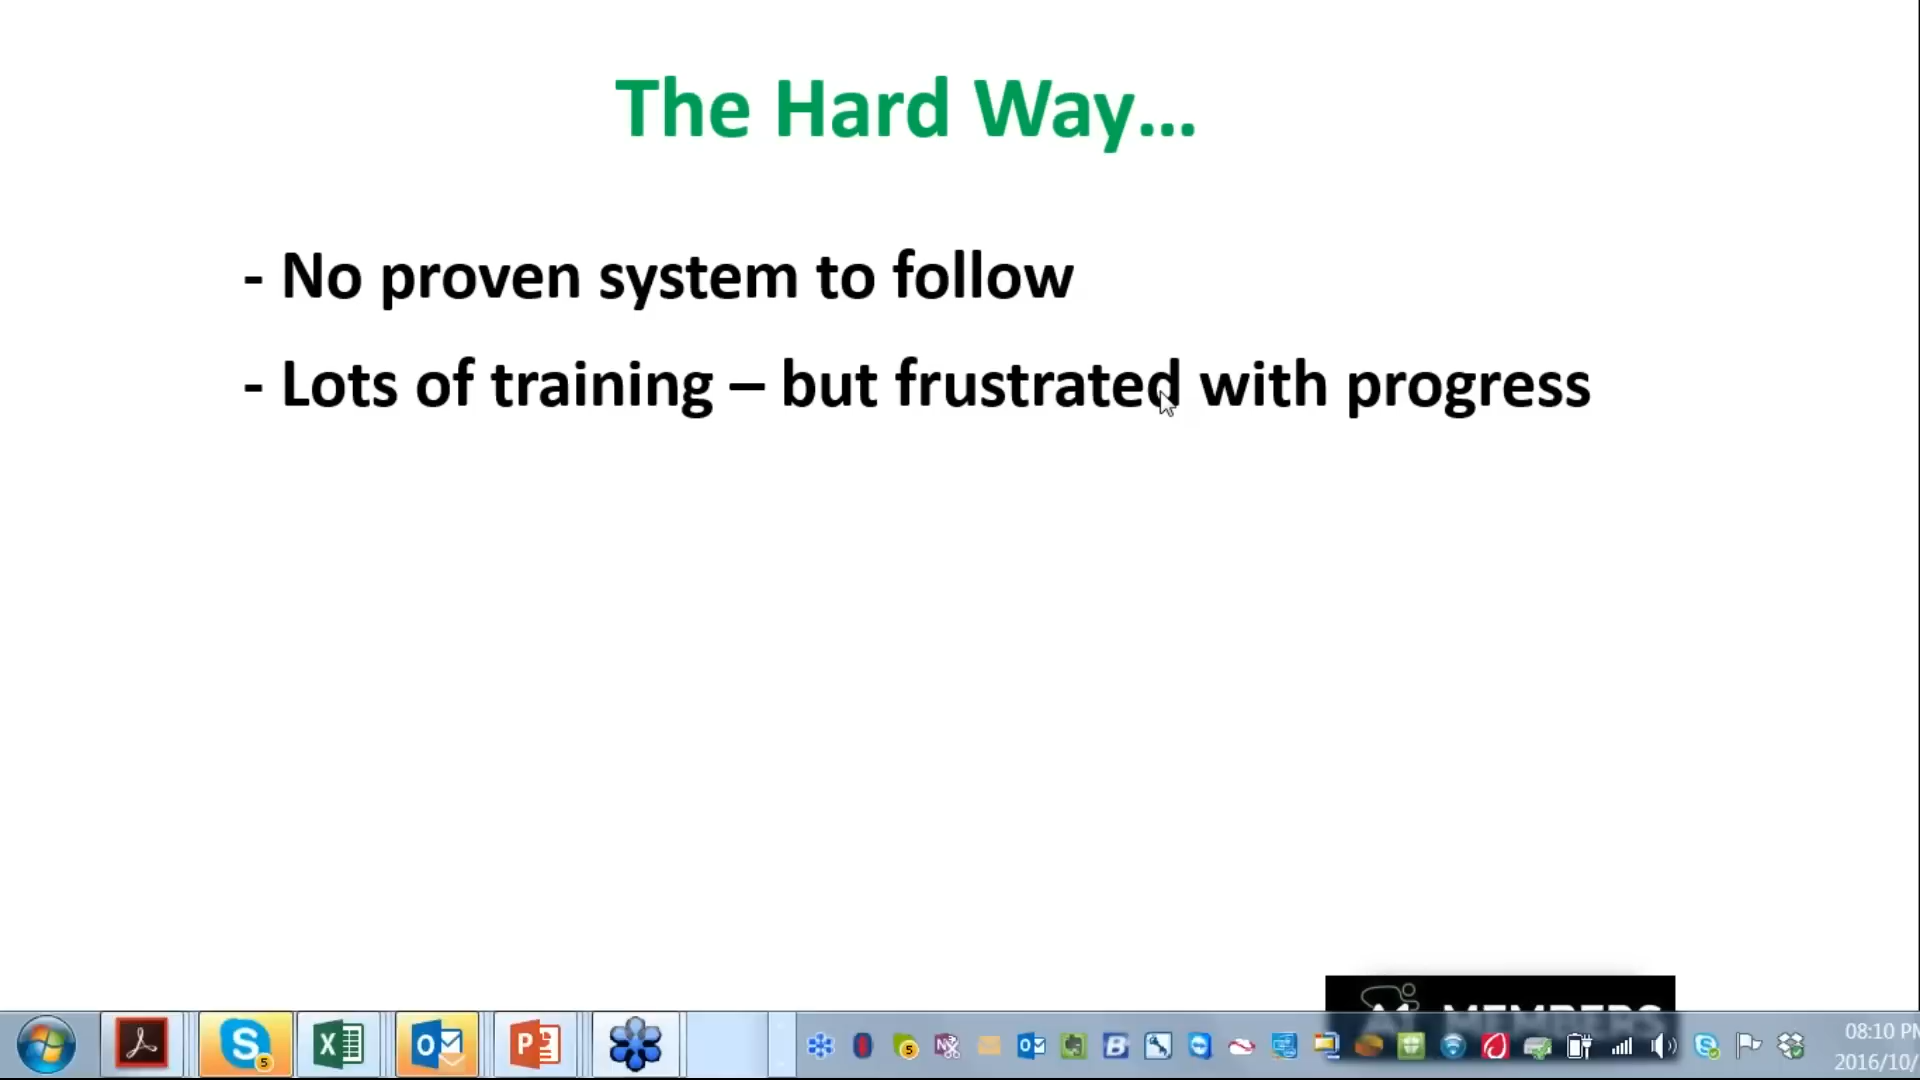 The Hard Way...
- No proven system to follow
- Lots of training – but frustrated with progress
MEMBERS
08:10 PM
2016/10/